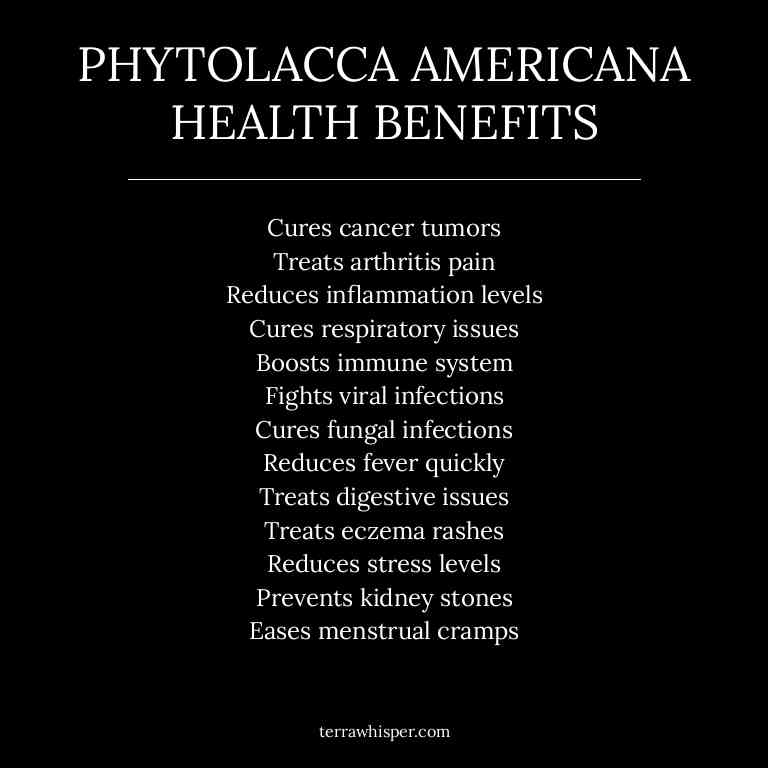 PHYTOLACCA AMERICANA
HEALTH BENEFITS
Cures cancer tumors
Treats arthritis pain
Reduces inflammation levels
Cures respiratory issues
Boosts immune system
Fights viral infections
Cures fungal infections
Reduces fever quickly
Treats digestive issues
Treats eczema rashes
Reduces stress levels
Prevents kidney stones
Eases menstrual cramps
terrawhisper.com